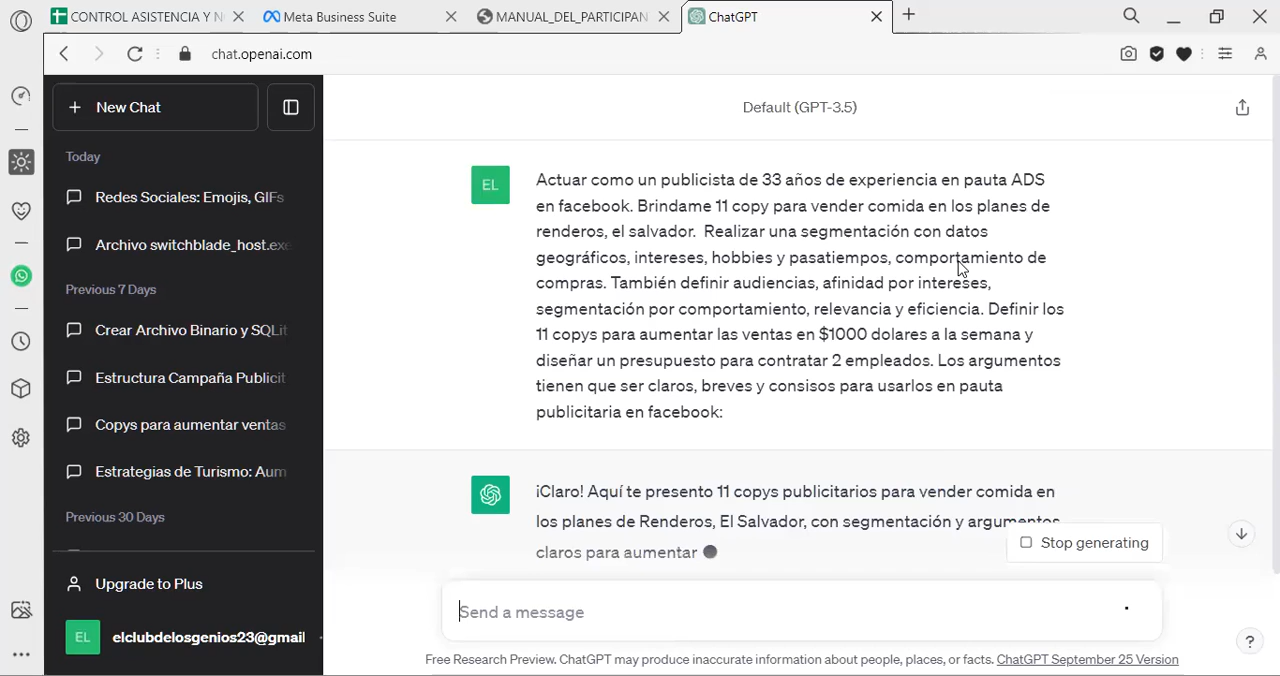 CONTROL ASISTENCIA Y N
Meta Business Suite
MANUAL_DEL_PARTICIPAN
ChatGPT
chat.openai.com
New Chat
Default (GPT-3.5)
Today
Redes Sociales: Emojis, GIFs
Archivo switchblade_host.exe
Previous 7 Days
Crear Archivo Binario y SQLit
Estructura Campaña Publicit
Copys para aumentar ventas
Estrategias de Turismo: Aum
Previous 30 Days
Upgrade to Plus
EL
elclubdelosgenios23@gmail
EL
Actuar como un publicista de 33 años de experiencia en pauta ADS
en facebook. Brindame 11 copy para vender comida en los planes de
renderos, el salvador. Realizar una segmentación con datos
geográficos, intereses, hobbies y pasatiempos, comportamiento de
compras. También definir audiencias, afinidad por intereses,
segmentación por comportamiento, relevancia y eficiencia. Definir los
11 copys para aumentar las ventas en $1000 dolares a la semana y
diseñar un presupuesto para contratar 2 empleados. Los argumentos
tienen que ser claros, breves y consisos para usarlos en pauta
publicitaria en facebook:
¡Claro! Aquí te presento 11 copys publicitarios para vender comida en
los planes de Renderos, El Salvador, con segmentación y argumentos
claros para aumentar
Stop generating
Send a message
Free Research Preview. ChatGPT may produce inaccurate information about people, places, or facts. ChatGPT September 25 Version
?